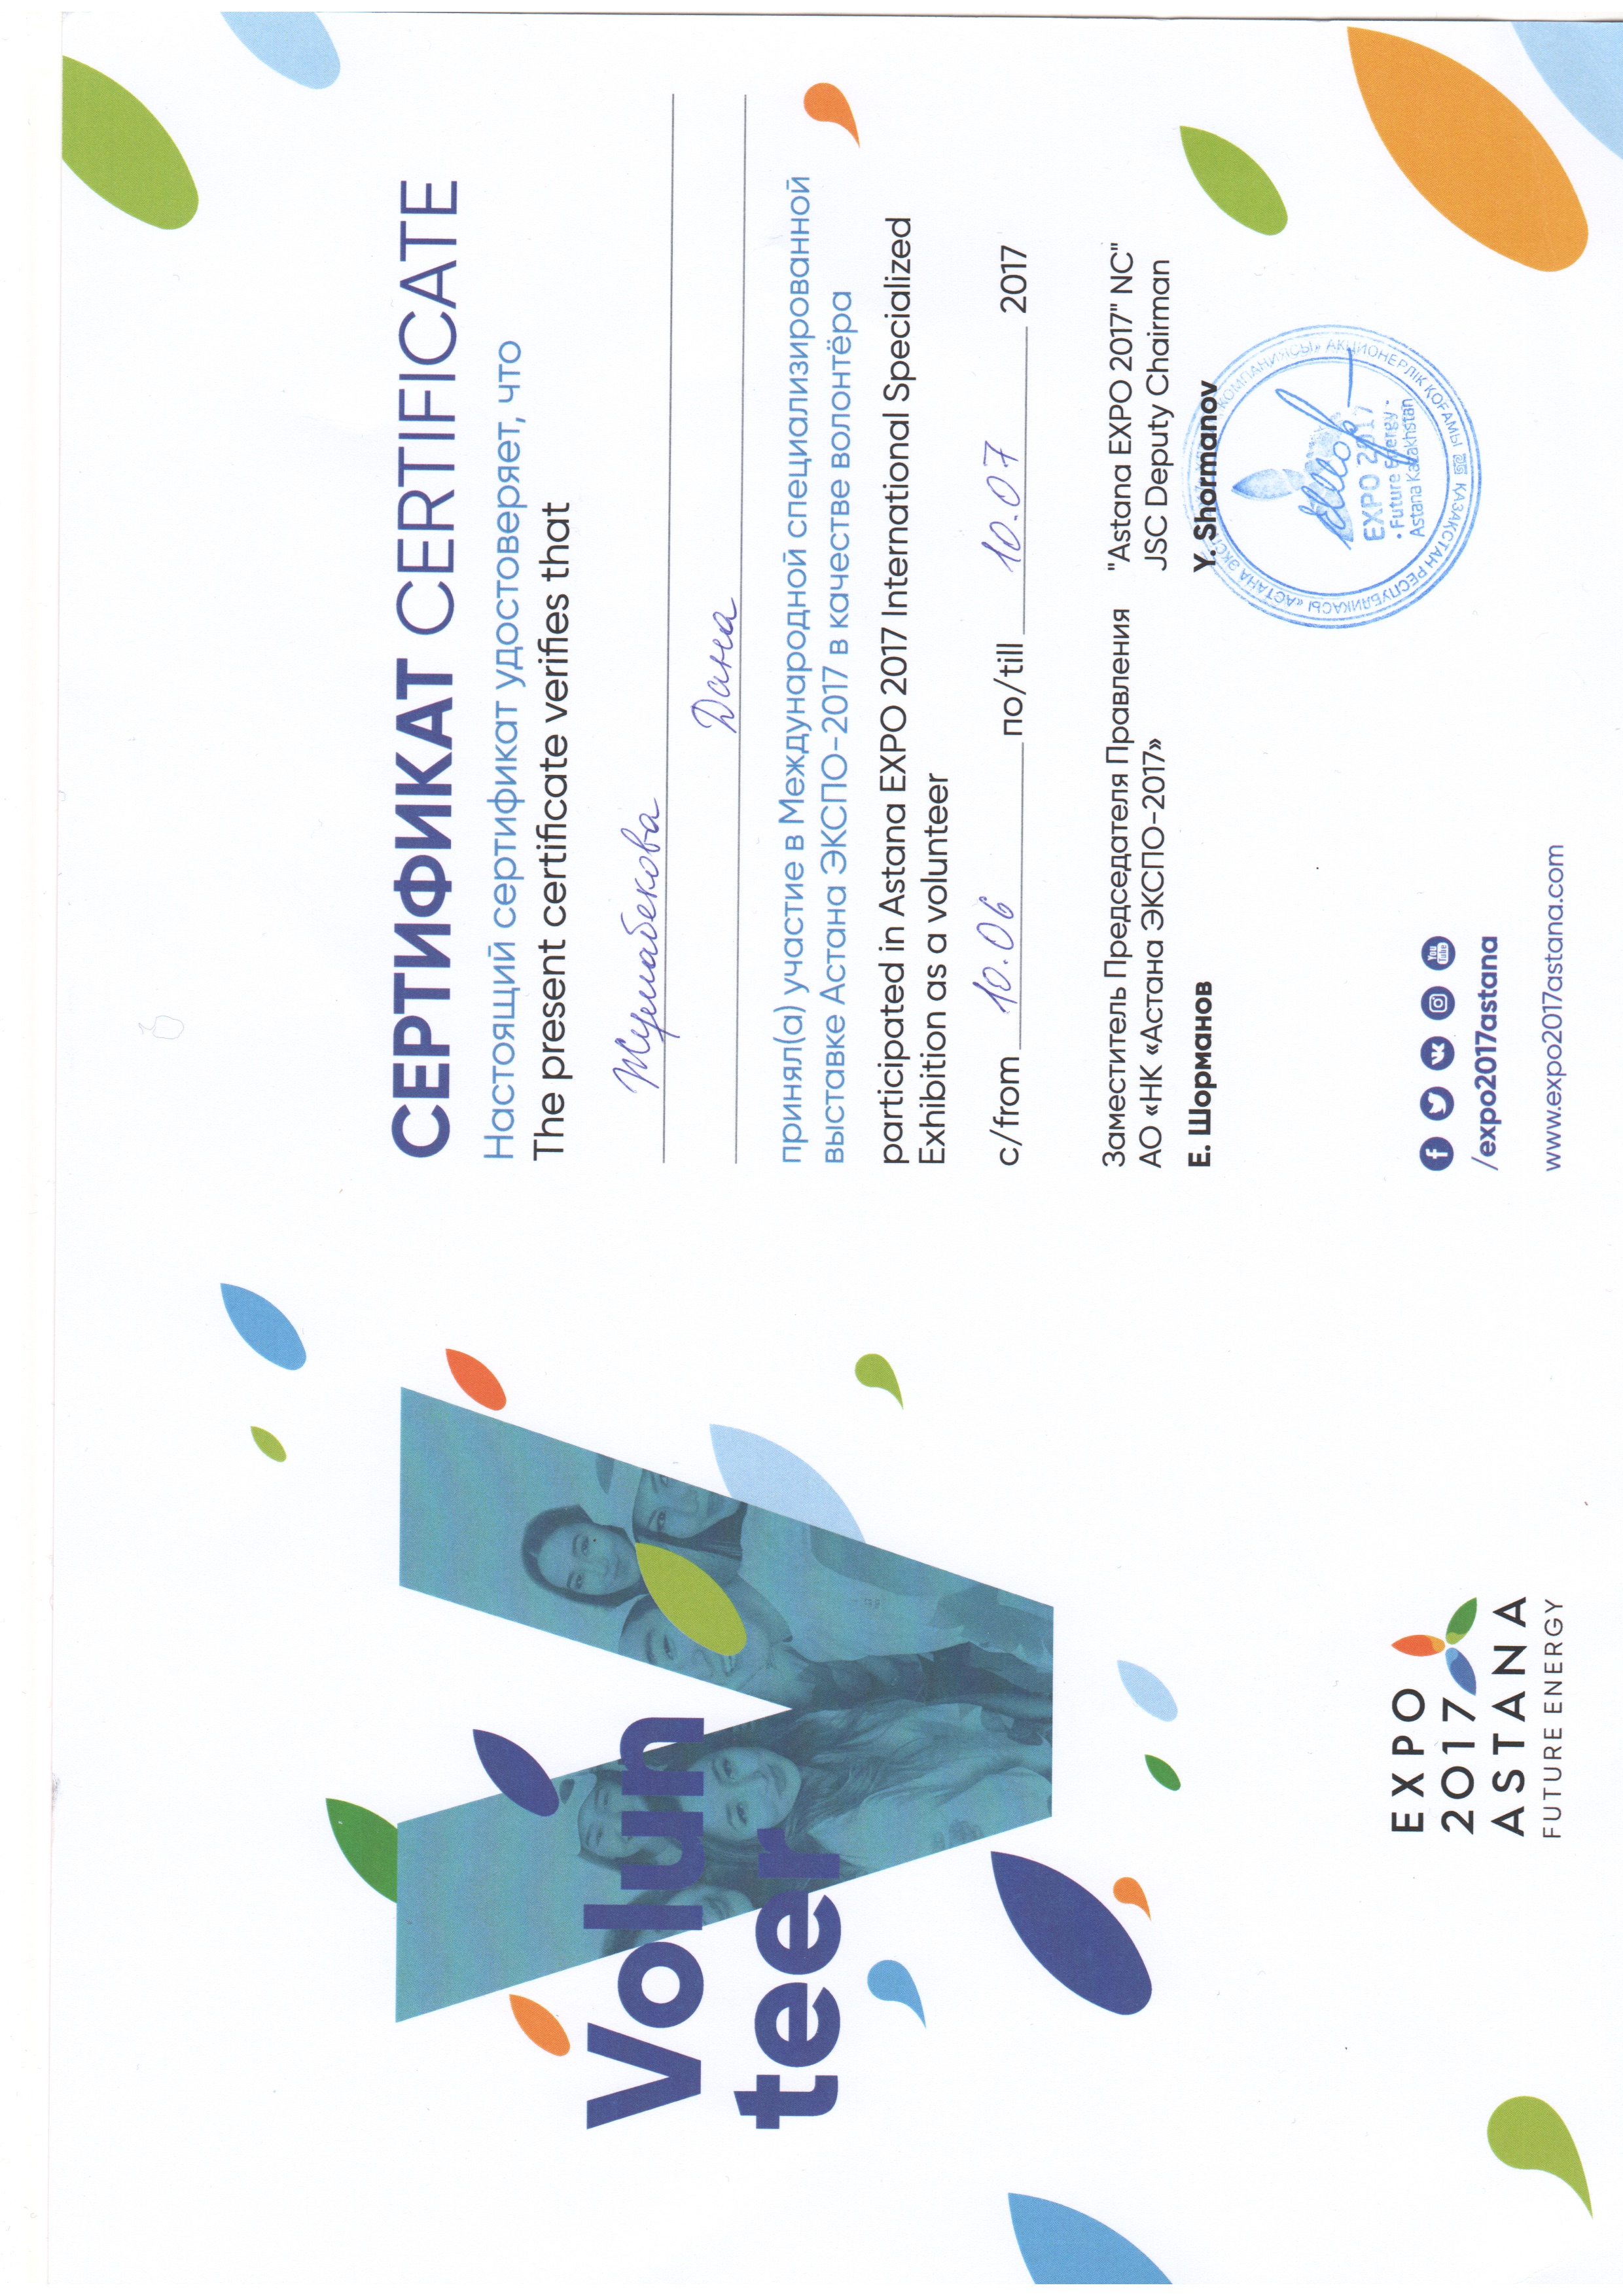 Volun
teer
EXPO
2017
ASTANA
FUTURE ENERGY
СЕРТИФИКАТ CERTIFICATE
Настоящий сертификат удостоверяет, что
The present certificate verifies that
Жумабекова
Дана
принял(а) участие в Международной специализированной
выставке Астана ЭКСПО-2017 в качестве волонтёра
participated in Astana EXPO 2017 International Specialized
Exhibition as a volunteer
с/from 10.06 по/till 10.07 2017
Заместитель Председателя Правления
АО «НК «Астана ЭКСПО-2017»
Е. Шорманов
"Astana EXPO 2017" NC"
JSC Deputy Chairman
Y. Shormanov
ҚАЗАҚСТАН РЕСПУБЛИКАСЫ «АСТАНА ЭКСПО КОМПАНИЯСЫ» АКЦИОНЕРЛІК ҚОҒАМЫ
EXPO 2017
• Future Energy •
Astana Kazakhstan
You
Tube
/expo2017astana
www.expo2017astana.com